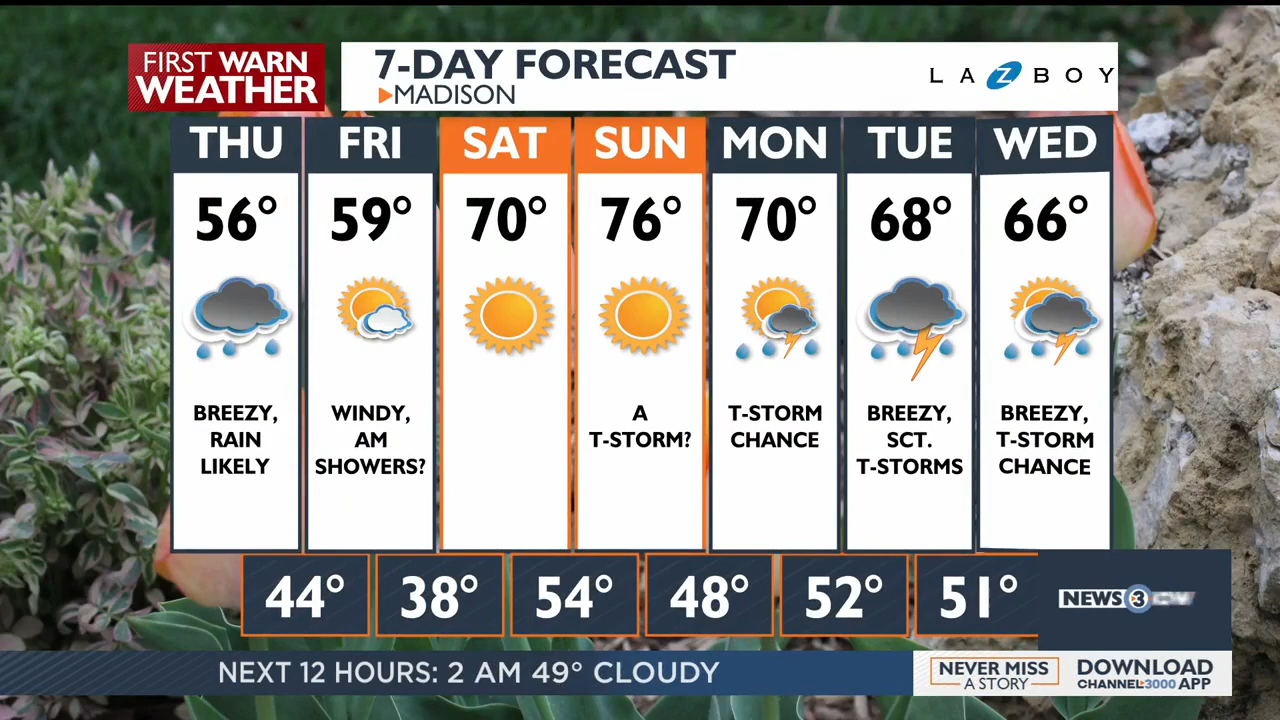 FIRST WARN
WEATHER
7-DAY FORECAST
MADISON
LA Z BOY
THU FRI SAT SUN MON TUE WED
56° 59° 70° 76° 70° 68° 66°
BREEZY,
RAIN
LIKELY
WINDY,
AM
SHOWERS?
A
T-STORM?
T-STORM
CHANCE
BREEZY,
SCT.
T-STORMS
BREEZY,
T-STORM
CHANCE
44° 38° 54° 48° 52° 51°
NEWS 3
NEXT 12 HOURS: 2 AM 49° CLOUDY
NEVER MISS
A STORY
DOWNLOAD
CHANNEL3000 APP